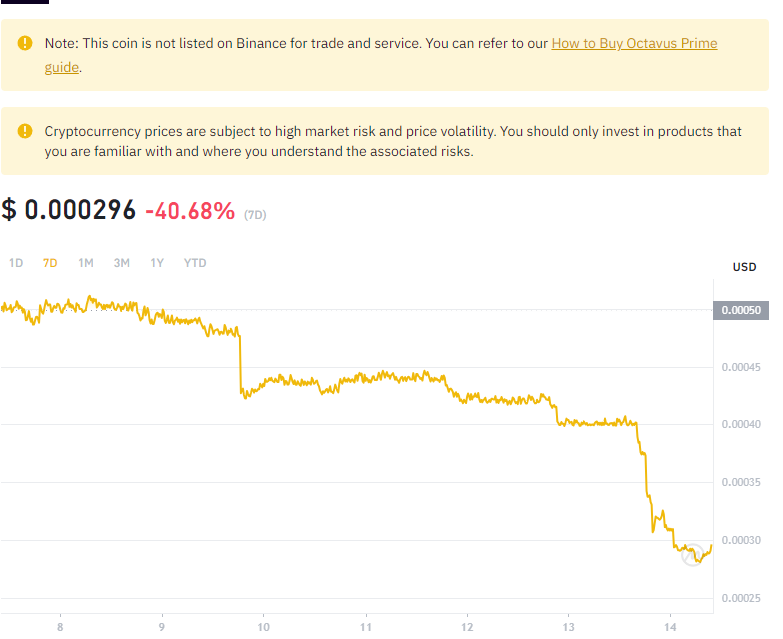 Note: This coin is not listed on Binance for trade and service. You can refer to our How to Buy Octavus Prime
guide.
Cryptocurrency prices are subject to high market risk and price volatility. You should only invest in products that
you are familiar with and where you understand the associated risks.
$ 0.000296 -40.68% (7D)
1D 7D 1M 3M 1Y YTD
USD
0.00050
0.00045
0.00040
0.00035
0.00030
0.00025
8 9 10 11 12 13 14